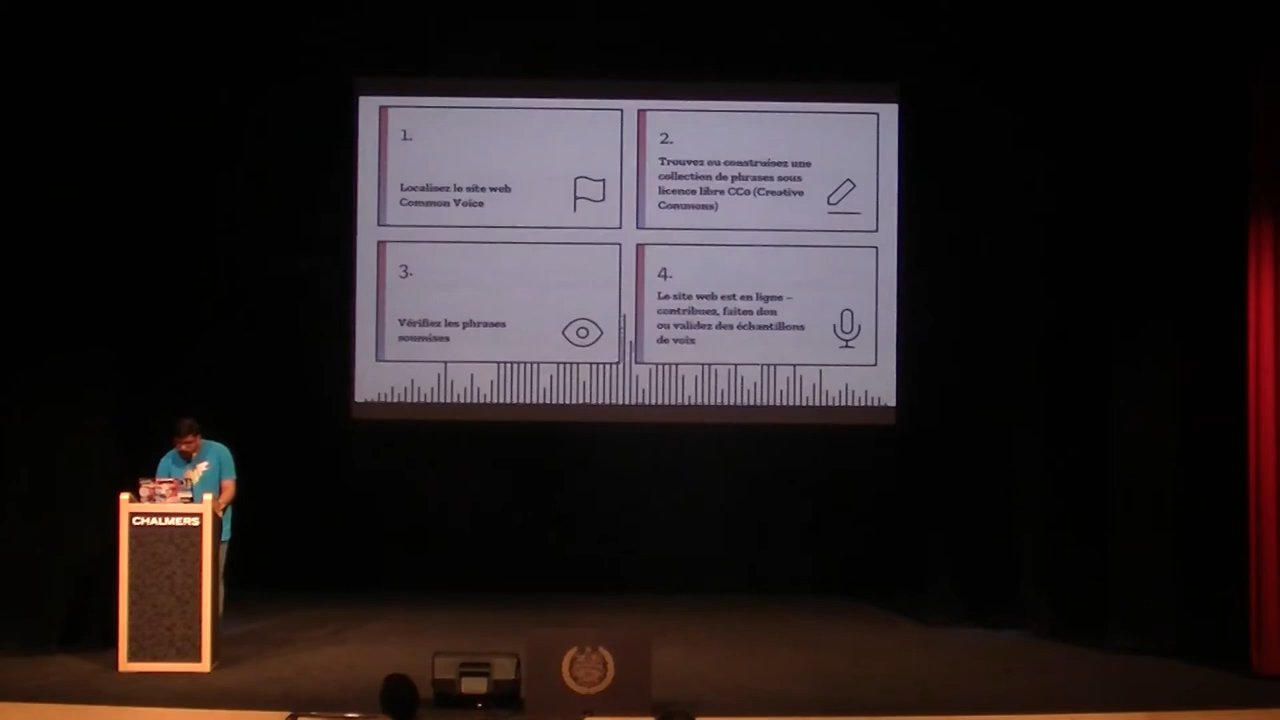 1.
Localisez le site web
Common Voice
2.
Trouvez ou construisez une
collection de phrases sous
licence libre CC0 (Creative
Commons)
3.
Vérifiez les phrases
soumises
4.
Le site web est en ligne –
contribuez, faites don
ou validez des échantillons
de voix
CHALMERS